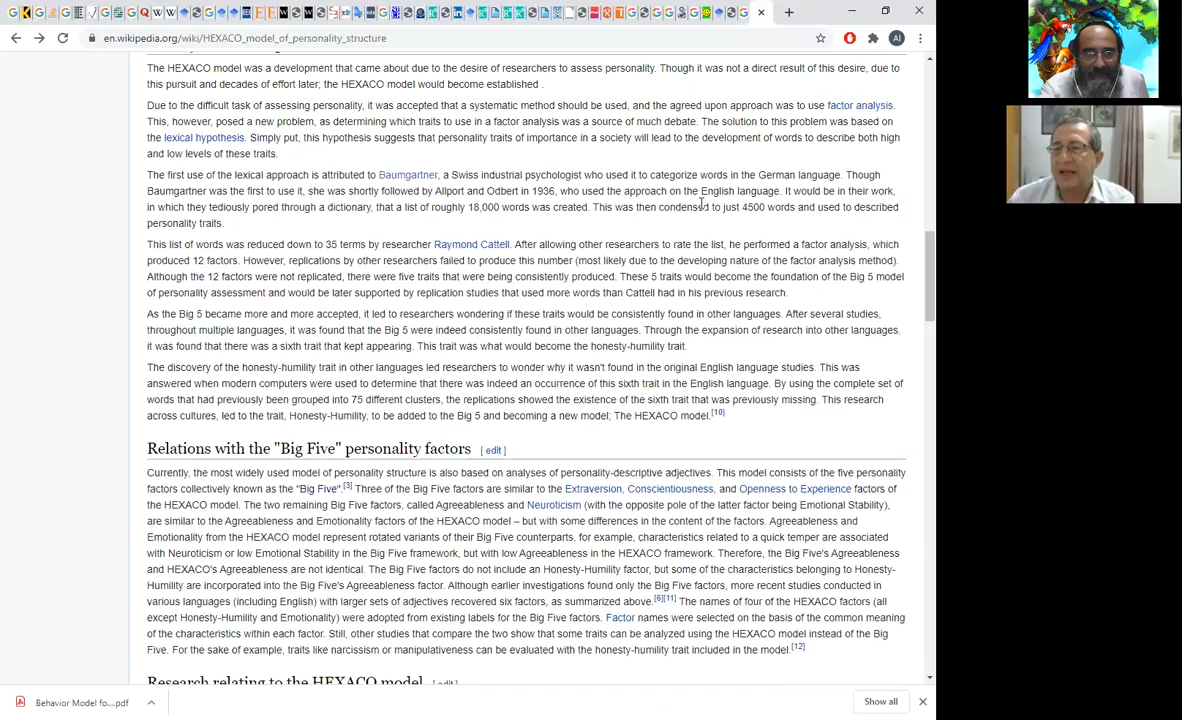 en.wikipedia.org/wiki/HEXACO_model_of_personality_structure
AI
The HEXACO model was a development that came about due to the desire of researchers to assess personality. Though it was not a direct result of this desire, due to
this pursuit and decades of effort later; the HEXACO model would become established .
Due to the difficult task of assessing personality, it was accepted that a systematic method should be used, and the agreed upon approach was to use factor analysis.
This, however, posed a new problem, as determining which traits to use in a factor analysis was a source of much debate. The solution to this problem was based on
the lexical hypothesis. Simply put, this hypothesis suggests that personality traits of importance in a society will lead to the development of words to describe both high
and low levels of these traits.
The first use of the lexical approach is attributed to Baumgartner, a Swiss industrial psychologist who used it to categorize words in the German language. Though
Baumgartner was the first to use it, she was shortly followed by Allport and Odbert in 1936, who used the approach on the English language. It would be in their work,
in which they tediously pored through a dictionary, that a list of roughly 18,000 words was created. This was then condensed to just 4500 words and used to described
personality traits.
This list of words was reduced down to 35 terms by researcher Raymond Cattell. After allowing other researchers to rate the list, he performed a factor analysis, which
produced 12 factors. However, replications by other researchers failed to produce this number (most likely due to the developing nature of the factor analysis method).
Although the 12 factors were not replicated, there were five traits that were being consistently produced. These 5 traits would become the foundation of the Big 5 model
of personality assessment and would be later supported by replication studies that used more words than Cattell had in his previous research.
As the Big 5 became more and more accepted, it led to researchers wondering if these traits would be consistently found in other languages. After several studies,
throughout multiple languages, it was found that the Big 5 were indeed consistently found in other languages. Through the expansion of research into other languages,
it was found that there was a sixth trait that kept appearing. This trait was what would become the honesty-humility trait.
The discovery of the honesty-humility trait in other languages led researchers to wonder why it wasn't found in the original English language studies. This was
answered when modern computers were used to determine that there was indeed an occurrence of this sixth trait in the English language. By using the complete set of
words that had previously been grouped into 75 different clusters, the replications showed the existence of the sixth trait that was previously missing. This research
across cultures, led to the trait, Honesty-Humility, to be added to the Big 5 and becoming a new model; The HEXACO model.[10]
Relations with the "Big Five" personality factors [ edit ]
Currently, the most widely used model of personality structure is also based on analyses of personality-descriptive adjectives. This model consists of the five personality
factors collectively known as the "Big Five".[3] Three of the Big Five factors are similar to the Extraversion, Conscientiousness, and Openness to Experience factors of
the HEXACO model. The two remaining Big Five factors, called Agreeableness and Neuroticism (with the opposite pole of the latter factor being Emotional Stability),
are similar to the Agreeableness and Emotionality factors of the HEXACO model – but with some differences in the content of the factors. Agreeableness and
Emotionality from the HEXACO model represent rotated variants of their Big Five counterparts, for example, characteristics related to a quick temper are associated
with Neuroticism or low Emotional Stability in the Big Five framework, but with low Agreeableness in the HEXACO framework. Therefore, the Big Five's Agreeableness
and HEXACO's Agreeableness are not identical. The Big Five factors do not include an Honesty-Humility factor, but some of the characteristics belonging to Honesty-
Humility are incorporated into the Big Five's Agreeableness factor. Although earlier investigations found only the Big Five factors, more recent studies conducted in
various languages (including English) with larger sets of adjectives recovered six factors, as summarized above.[6][11] The names of four of the HEXACO factors (all
except Honesty-Humility and Emotionality) were adopted from existing labels for the Big Five factors. Factor names were selected on the basis of the common meaning
of the characteristics within each factor. Still, other studies that compare the two show that some traits can be analyzed using the HEXACO model instead of the Big
Five. For the sake of example, traits like narcissism or manipulativeness can be evaluated with the honesty-humility trait included in the model.[12]
Research relating to the HEXACO model [ edit ]
Behavior Model fo....pdf
Show all